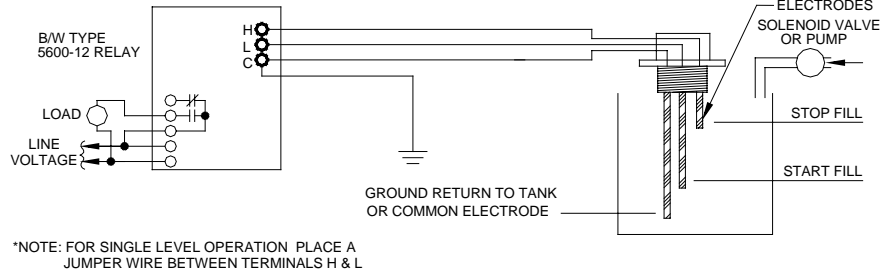 ELECTRODES
SOLENOID VALVE
OR PUMP
B/W TYPE
5600-12 RELAY
H
L
C
LOAD
LINE
VOLTAGE
STOP FILL
START FILL
GROUND RETURN TO TANK
OR COMMON ELECTRODE
*NOTE: FOR SINGLE LEVEL OPERATION PLACE A
JUMPER WIRE BETWEEN TERMINALS H & L